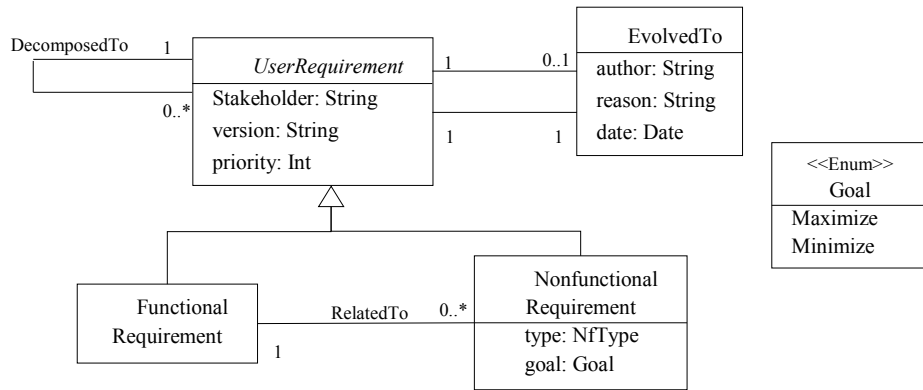 DecomposedTo
1
0..*
UserRequirement
Stakeholder: String
version: String
priority: Int
1
0..1
1
1
EvolvedTo
author: String
reason: String
date: Date
<<Enum>>
Goal
Maximize
Minimize
Functional
Requirement
RelatedTo
1
0..*
Nonfunctional
Requirement
type: NfType
goal: Goal